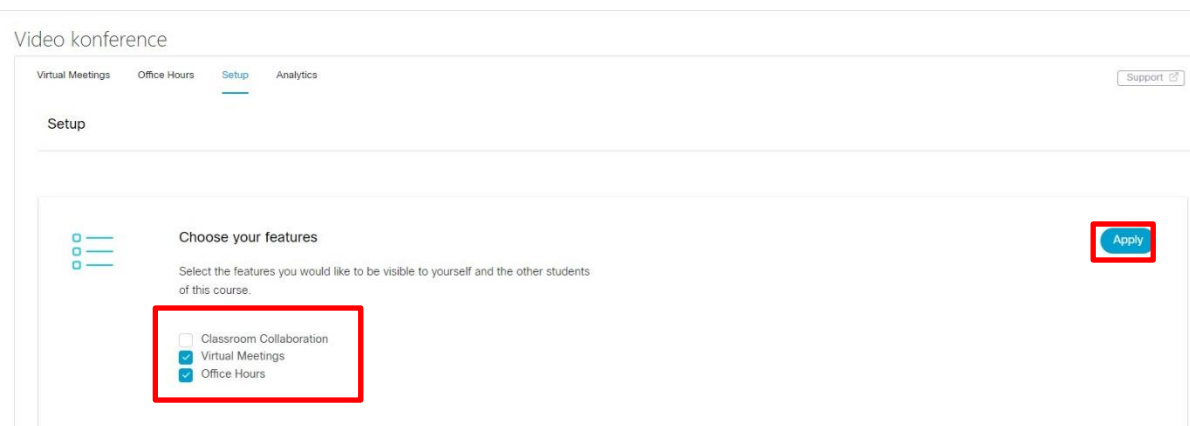 Video konference
Virtual Meetings Office Hours Setup Analytics Support
Setup
Choose your features
Apply
Select the features you would like to be visible to yourself and the other students
of this course.
Classroom Collaboration
Virtual Meetings
Office Hours